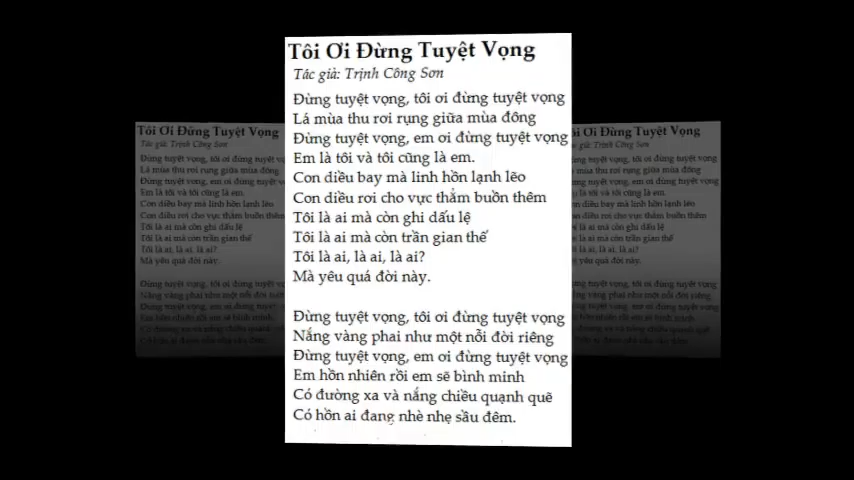 Tôi Ơi Đừng Tuyệt Vọng
Tác giả: Trịnh Công Sơn
Đừng tuyệt vọng, tôi ơi đừng tuyệt vọng
Lá mùa thu rơi rụng giữa mùa đông
Đừng tuyệt vọng, em ơi đừng tuyệt vọng
Em là tôi và tôi cũng là em.
Con diều bay mà linh hồn lạnh lẽo
Con diều rơi cho vực thẳm buồn thêm
Tôi là ai mà còn ghi dấu lệ
Tôi là ai mà còn trần gian thế
Tôi là ai, là ai, là ai?
Mà yêu quá đời này.
Đừng tuyệt vọng, tôi ơi đừng tuyệt vọng
Nắng vàng phai như một nỗi đời riêng
Đừng tuyệt vọng, em ơi đừng tuyệt vọng
Em hồn nhiên rồi em sẽ bình minh
Có đường xa và nắng chiều quạnh quẽ
Có hồn ai đang nhè nhẹ sầu đêm.